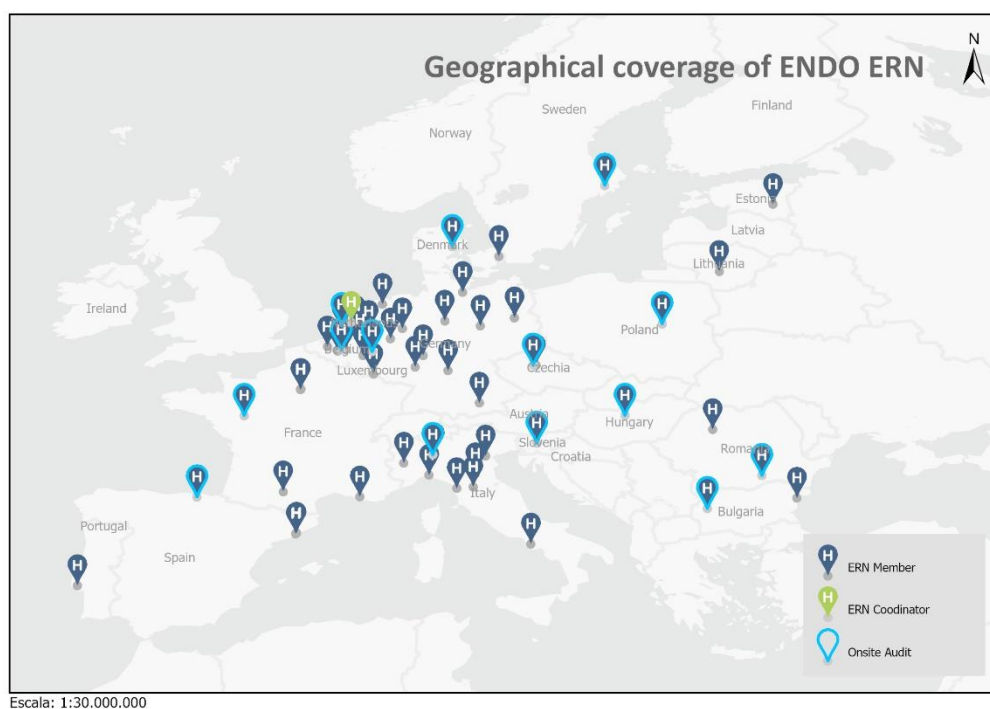 Geographical coverage of ENDO ERN
N
Finland
Sweden
Norway
Estonia
Latvia
Denmark
Lithuania
Ireland
Poland
Belgium
Germany
Luxembourg
Czechia
Austria
Hungary
France
Slovenia
Croatia
Romania
Italy
Bulgaria
Portugal
Spain
H ERN Member
H ERN Coodinator
Onsite Audit
Escala: 1:30.000.000